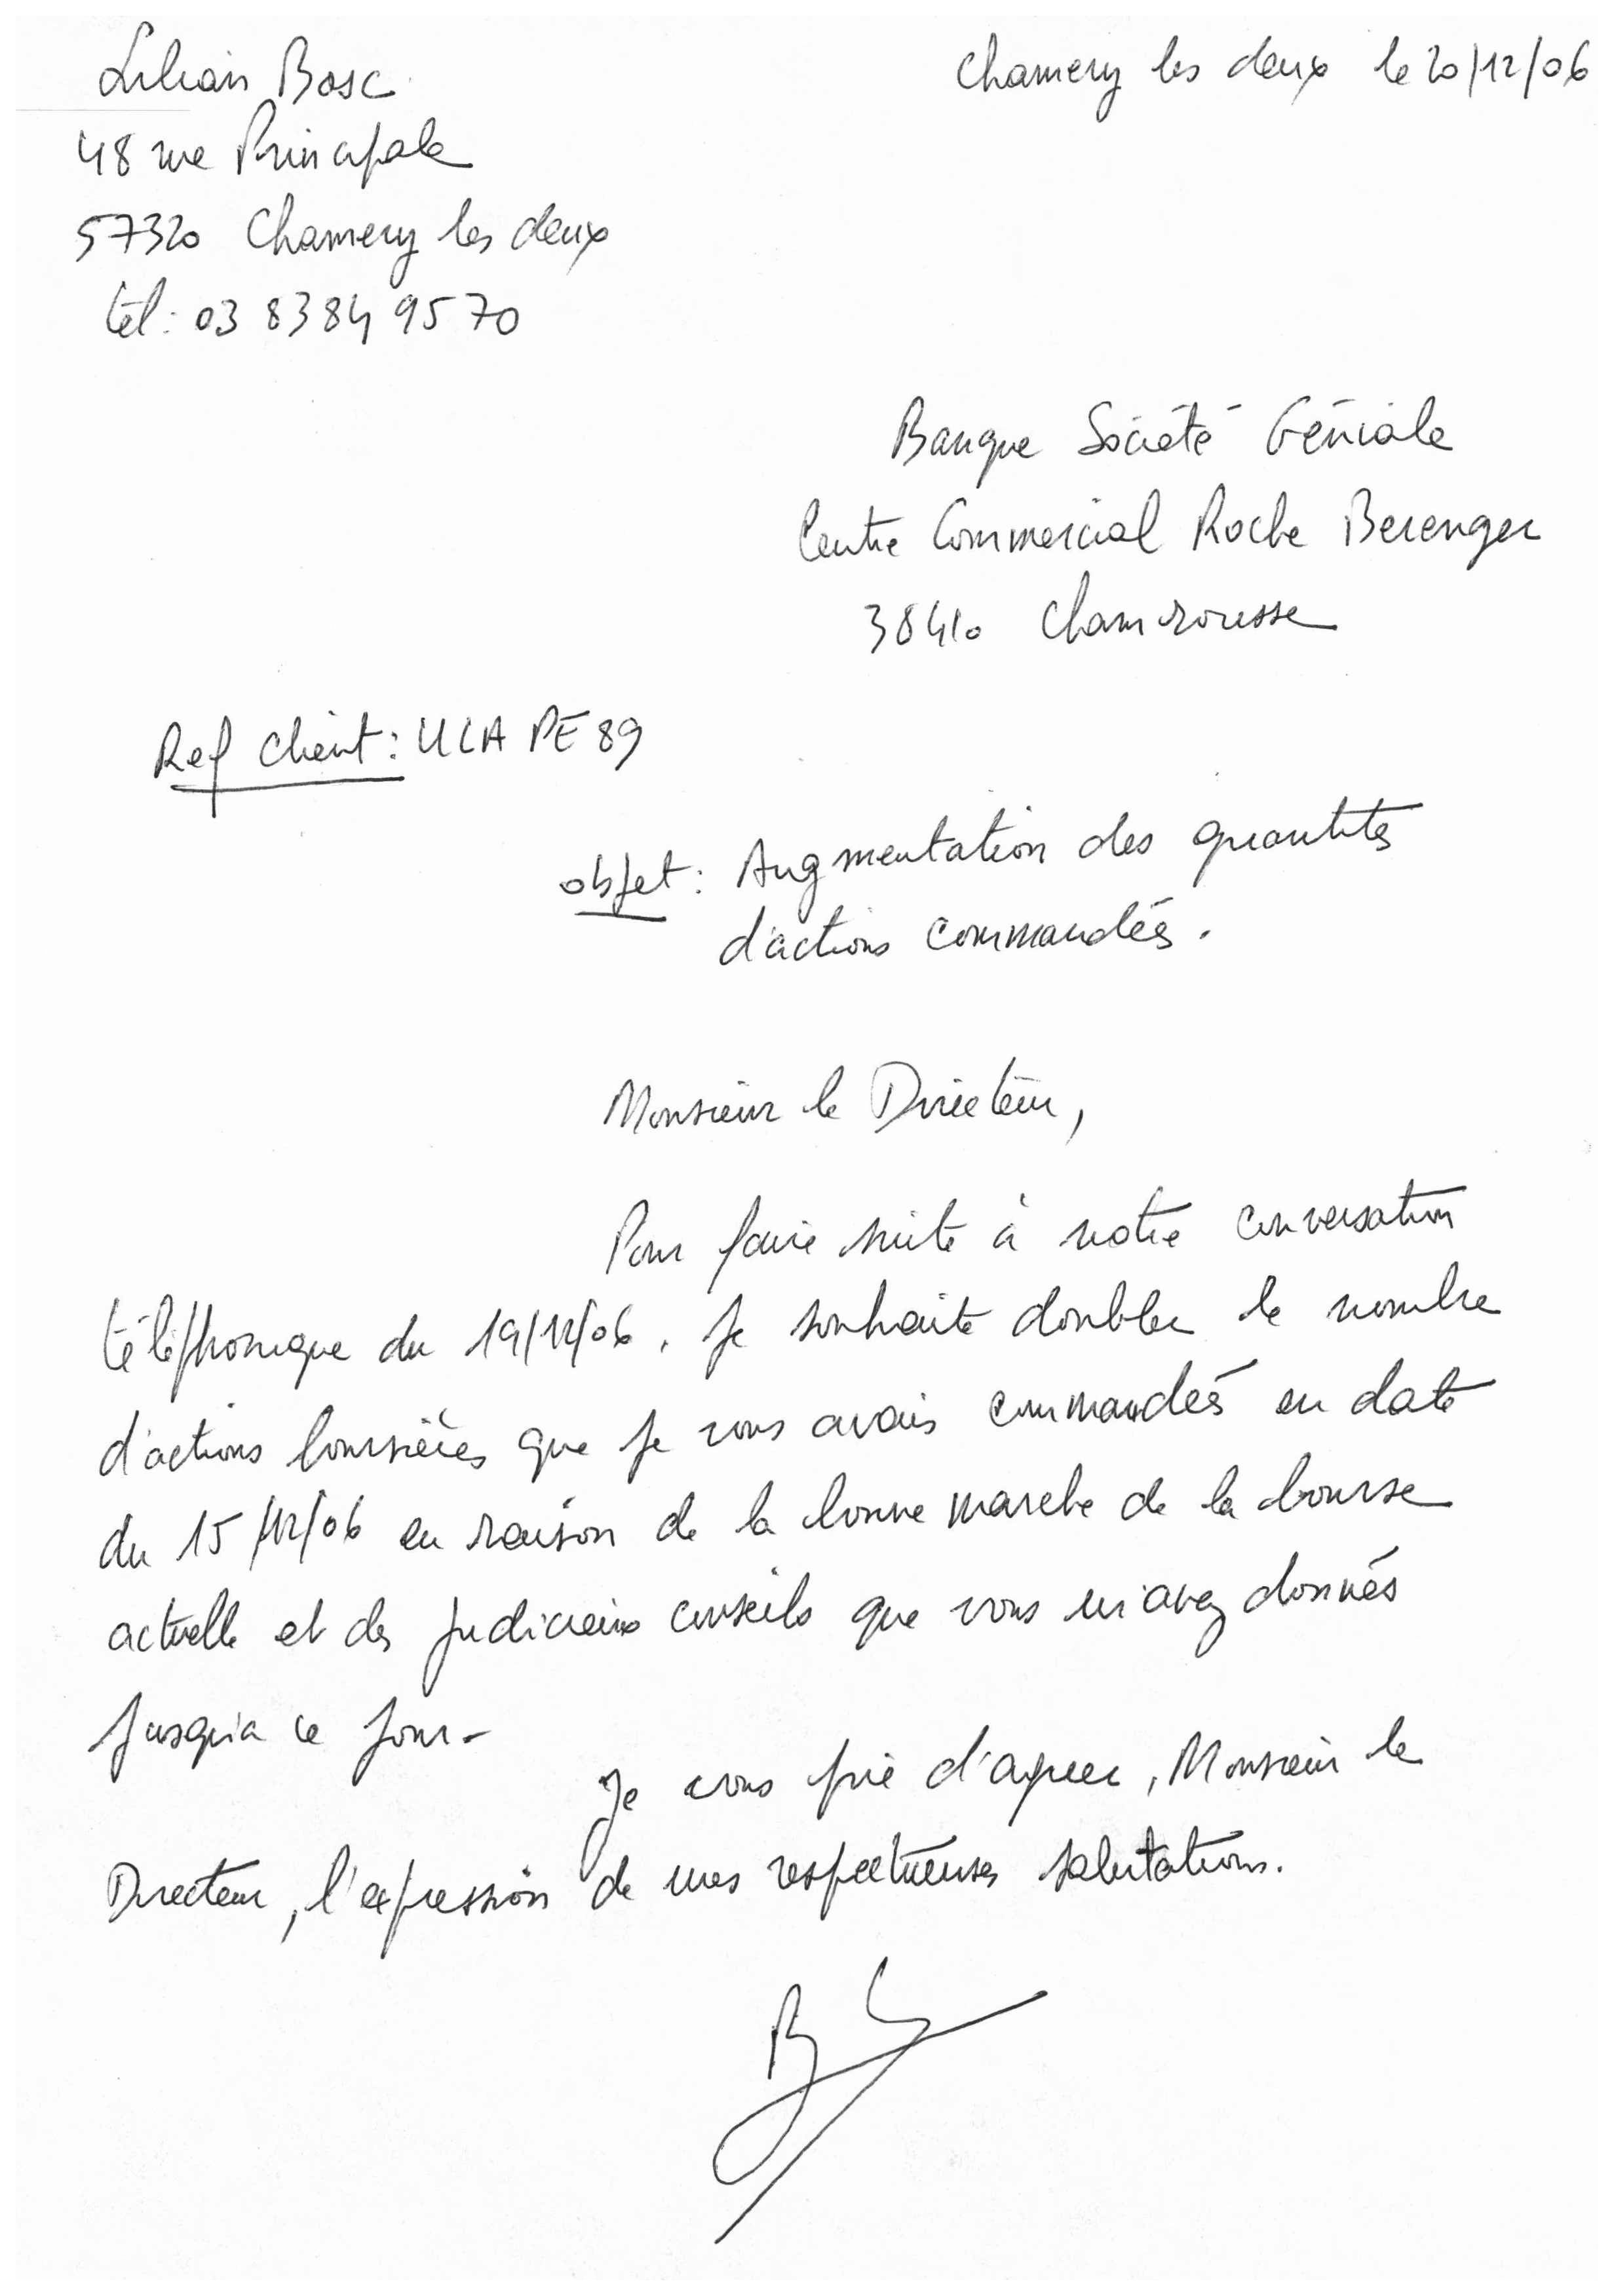 Lilian Bosc
Chamery les deux le 20/12/06
48 rue Principale
57320 Chamery les deux
tél: 03 83 84 95 70
Banque Société Géniale
Centre Commercial Roche Berenger
38410 Chamrousse
Ref Client: ULAPE89
objet: Augmentation des quantités
d'actions commandées.
Monsieur le Directeur,
Pour faire suite à notre conversation
téléphonique du 19/12/06. Je souhaite doubler le nombre
d'actions boursières que je vous avais commandés en date
du 15/12/06 en raison de la bonne marche de la bourse
actuelle et des judicieux conseils que vous m'avez donnés
jusqu'à ce jour-
Je vous prie d'agréer, Monsieur le
Directeur, l'expression de mes respectueuses salutations.